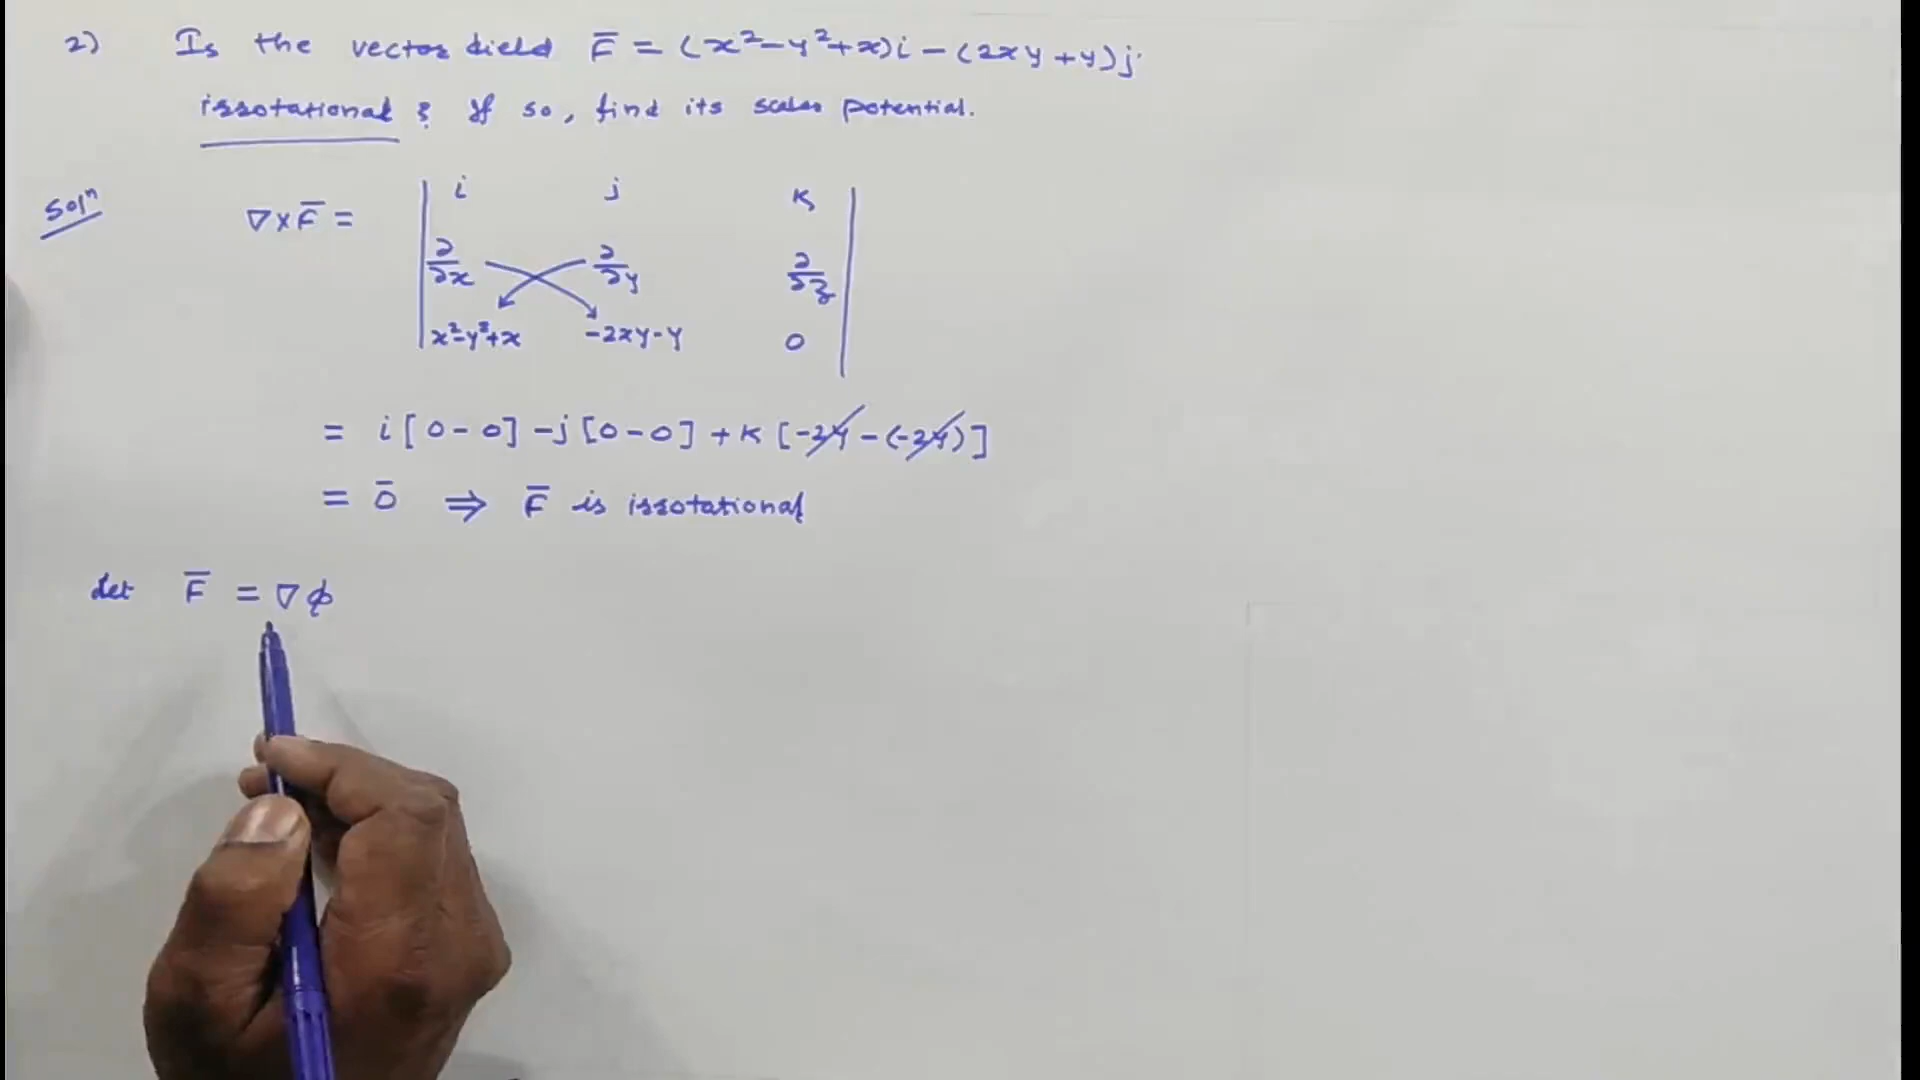 2) Is the vector field F̅ = (x²-y²+x)i - (2xy+y)j
irrotational ? If so, find its scalar potential.
Solⁿ
∇×F̅ = | i j k |
| ∂/∂x ∂/∂y ∂/∂z |
| x²-y²+x -2xy-y 0 |
= i[0-0] -j[0-0] + k[-2y-(-2y)]
= 0̅ ⇒ F̅ is irrotational
Let F̅ = ∇φ